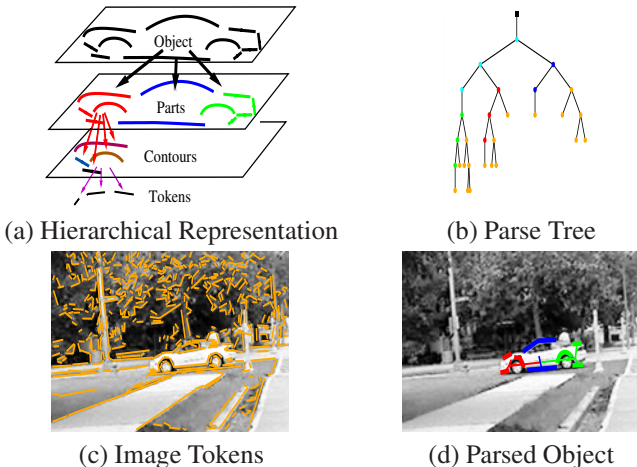 Object
Parts
Contours
Tokens
(a) Hierarchical Representation
(b) Parse Tree
(c) Image Tokens
(d) Parsed Object